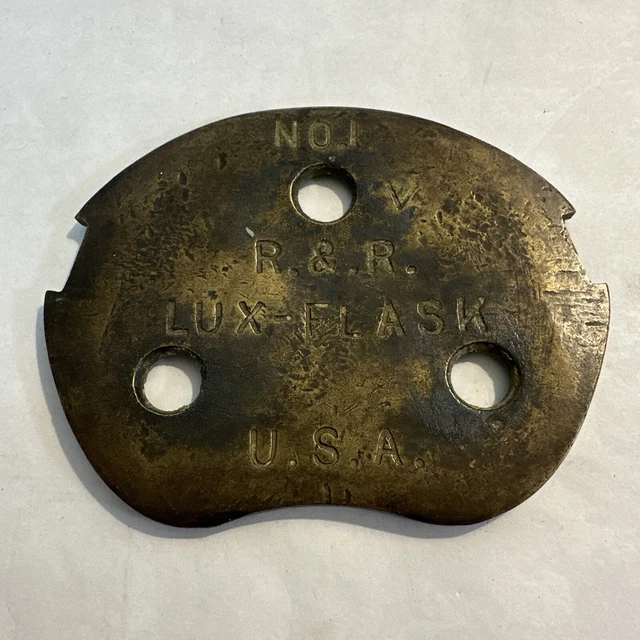 NO.1
V
R.&.R.
LUX-FLASK
U.S.A.